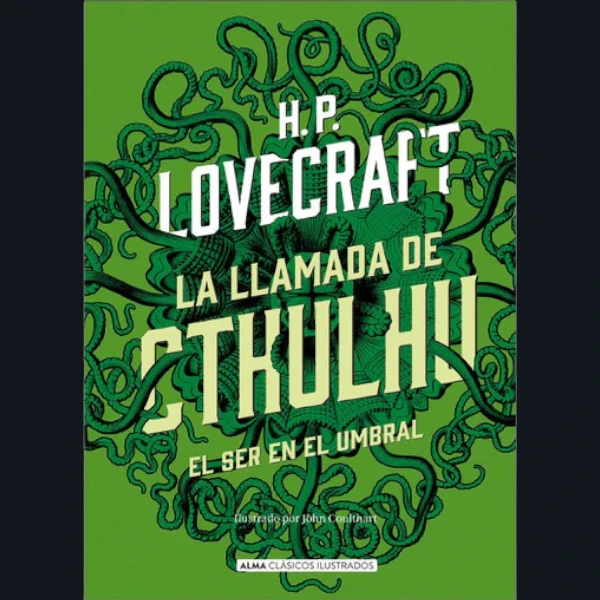 H. P.
LOVECRAFT
LA LLAMADA DE
CTHULHU
EL SER EN EL UMBRAL
Ilustrado por John Coulthart
ALMA CLÁSICOS ILUSTRADOS